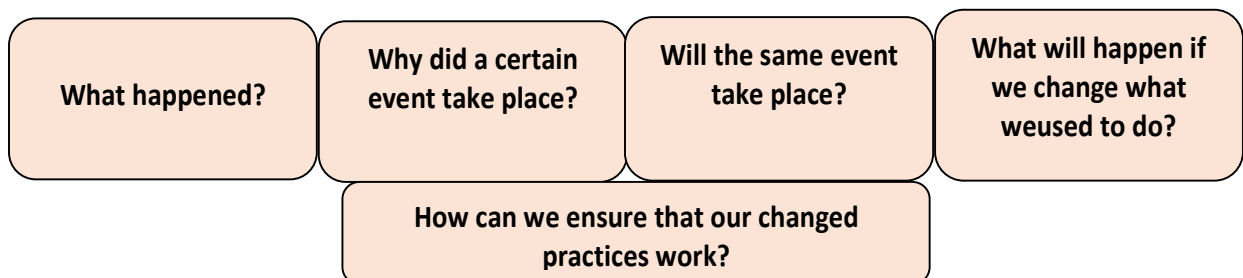 What happened?
Why did a certain
event take place?
Will the same event
take place?
What will happen if
we change what
weused to do?
How can we ensure that our changed
practices work?